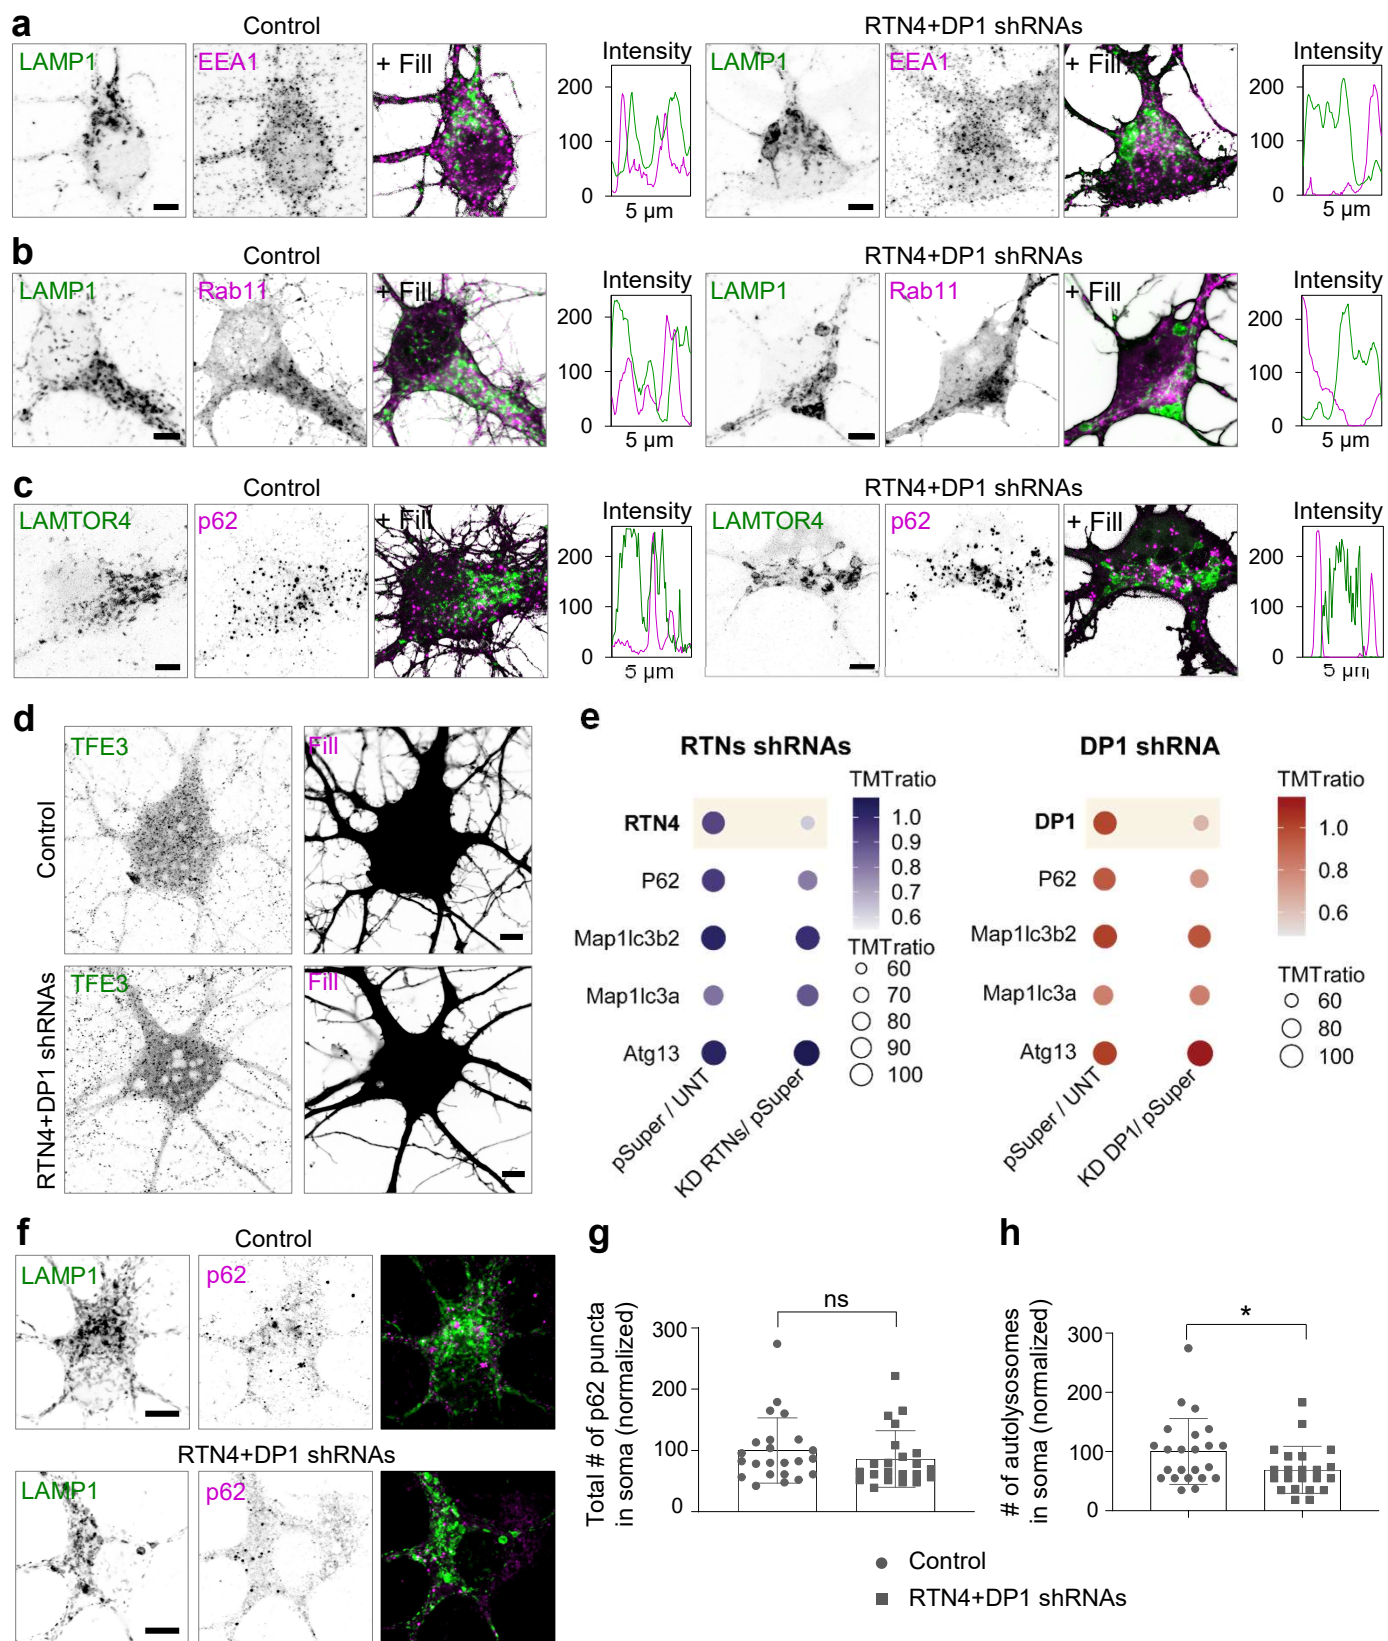 a
Control
RTN4+DP1 shRNAs
LAMP1
EEA1
+ Fill
Intensity
200
100
0
5 µm
LAMP1
EEA1
+ Fill
Intensity
200
100
0
5 µm
b
Control
RTN4+DP1 shRNAs
LAMP1
Rab11
+ Fill
Intensity
200
100
0
5 µm
LAMP1
Rab11
+ Fill
Intensity
200
100
0
5 µm
c
Control
RTN4+DP1 shRNAs
LAMTOR4
p62
+ Fill
Intensity
200
100
0
5 µm
LAMTOR4
p62
+ Fill
Intensity
200
100
0
5 µm
d
Control
TFE3
Fill
RTN4+DP1 shRNAs
TFE3
Fill
e
RTNs shRNAs
RTN4
P62
Map1lc3b2
Map1lc3a
Atg13
pSuper / UNT
KD RTNs/ pSuper
TMTratio
1.0
0.9
0.8
0.7
0.6
TMTratio
60
70
80
90
100
DP1 shRNA
DP1
P62
Map1lc3b2
Map1lc3a
Atg13
pSuper / UNT
KD DP1/ pSuper
TMTratio
1.0
0.8
0.6
TMTratio
60
80
100
f
Control
LAMP1
p62
RTN4+DP1 shRNAs
LAMP1
p62
g
Total # of p62 puncta
in soma (normalized)
300
200
100
0
ns
h
# of autolysosomes
in soma (normalized)
300
200
100
0
*
Control
RTN4+DP1 shRNAs